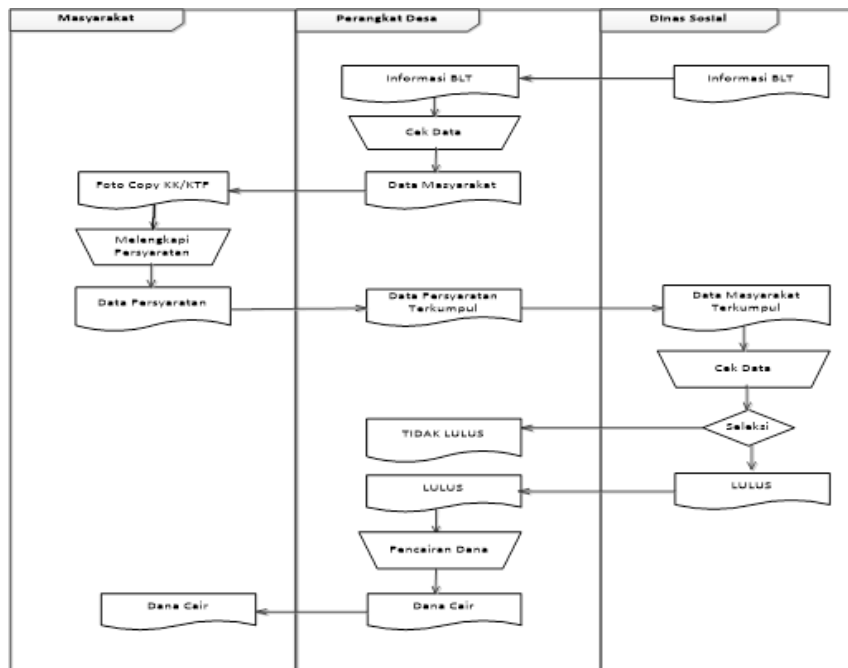 Masyarakat
Perangkat Desa
Dinas Sosial
Informasi BLT
Informasi BLT
Cek Data
Foto Copy KK/KTP
Data Masyarakat
Melengkapi
Persyaratan
Data Persyaratan
Data Persyaratan
Terkumpul
Data Masyarakat
Terkumpul
Cek Data
TIDAK LULUS
Seleksi
LULUS
LULUS
Pencairan Dana
Dana Cair
Dana Cair